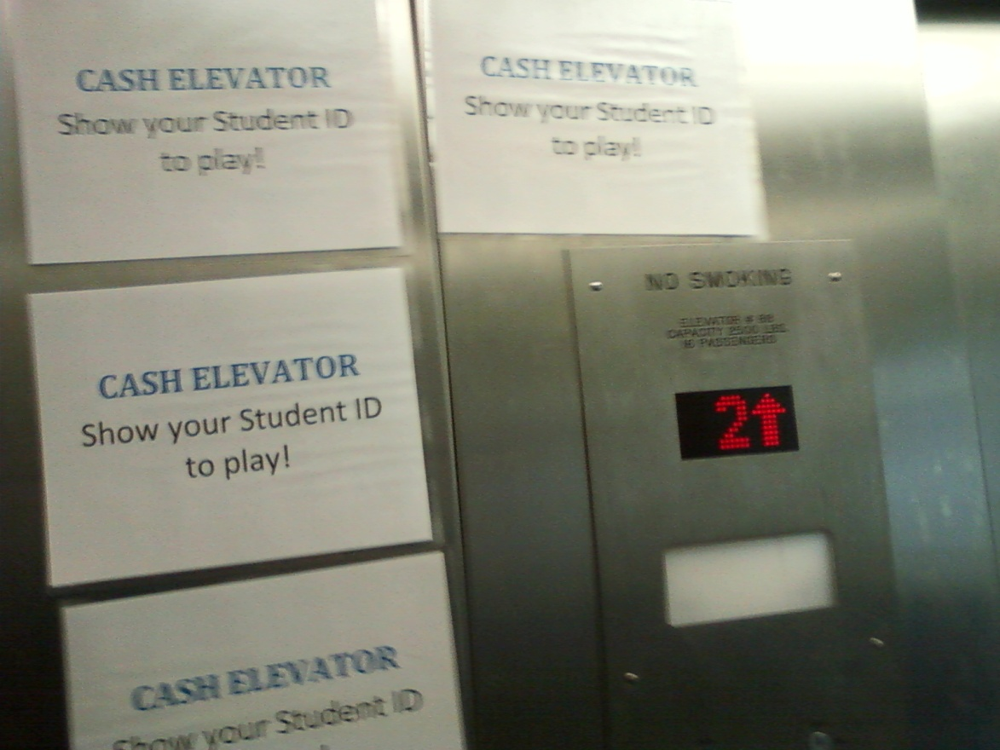 CASH ELEVATOR
Show your Student ID
to play!
CASH ELEVATOR
Show your Student ID
to play!
CASH ELEVATOR
Show your Student ID
to play!
CASH ELEVATOR
Show your Student ID
NO SMOKING
ELEVATOR #
CAPACITY 2500 LBS
16 PASSENGERS
2↑